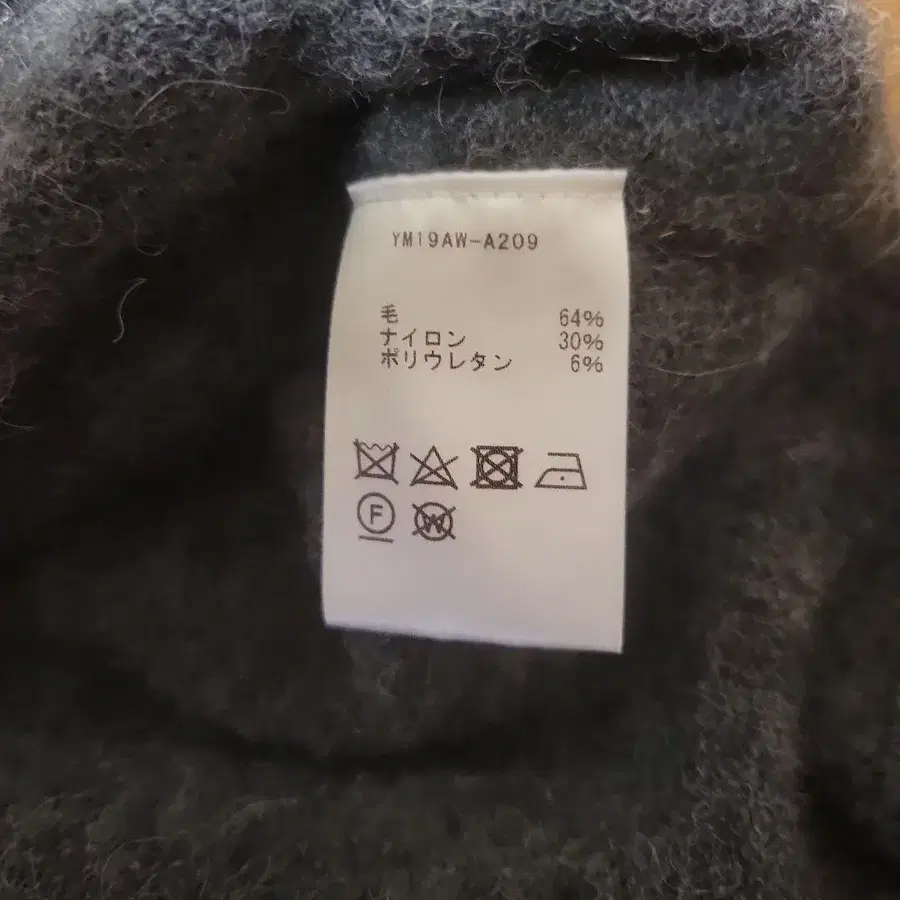 YM19AW-A209
毛 64%
ナイロン 30%
ポリウレタン 6%
F W